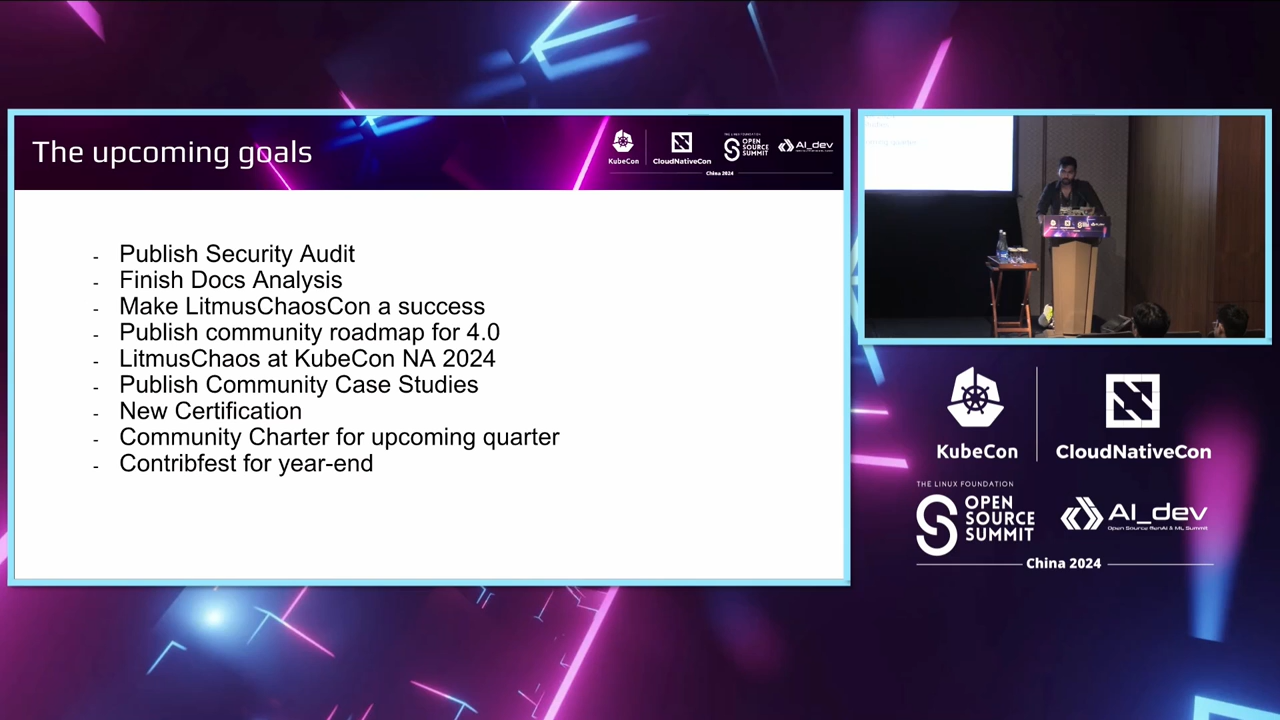 The upcoming goals
KubeCon
CloudNativeCon
THE LINUX FOUNDATION
OPEN
SOURCE
SUMMIT
AI_dev
China 2024
- Publish Security Audit
- Finish Docs Analysis
- Make LitmusChaosCon a success
- Publish community roadmap for 4.0
- LitmusChaos at KubeCon NA 2024
- Publish Community Case Studies
- New Certification
- Community Charter for upcoming quarter
- Contribfest for year-end
KubeCon
CloudNativeCon
THE LINUX FOUNDATION
OPEN
SOURCE
SUMMIT
AI_dev
Open Source GenAI & ML Summit
China 2024